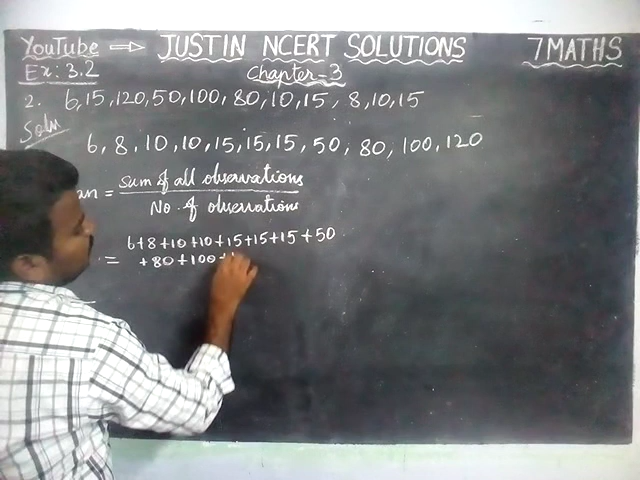 YouTube ⇒ JUSTIN NCERT SOLUTIONS 7 MATHS
Ex: 3.2 Chapter-3
2. 6,15,120,50,100,80,10,15, 8,10,15
Soln
6, 8, 10, 10, 15, 15, 15, 50, 80, 100, 120
an = Sum of all observations
No. of observations
= 6+8+10+10+15+15+15+50
+80+100+